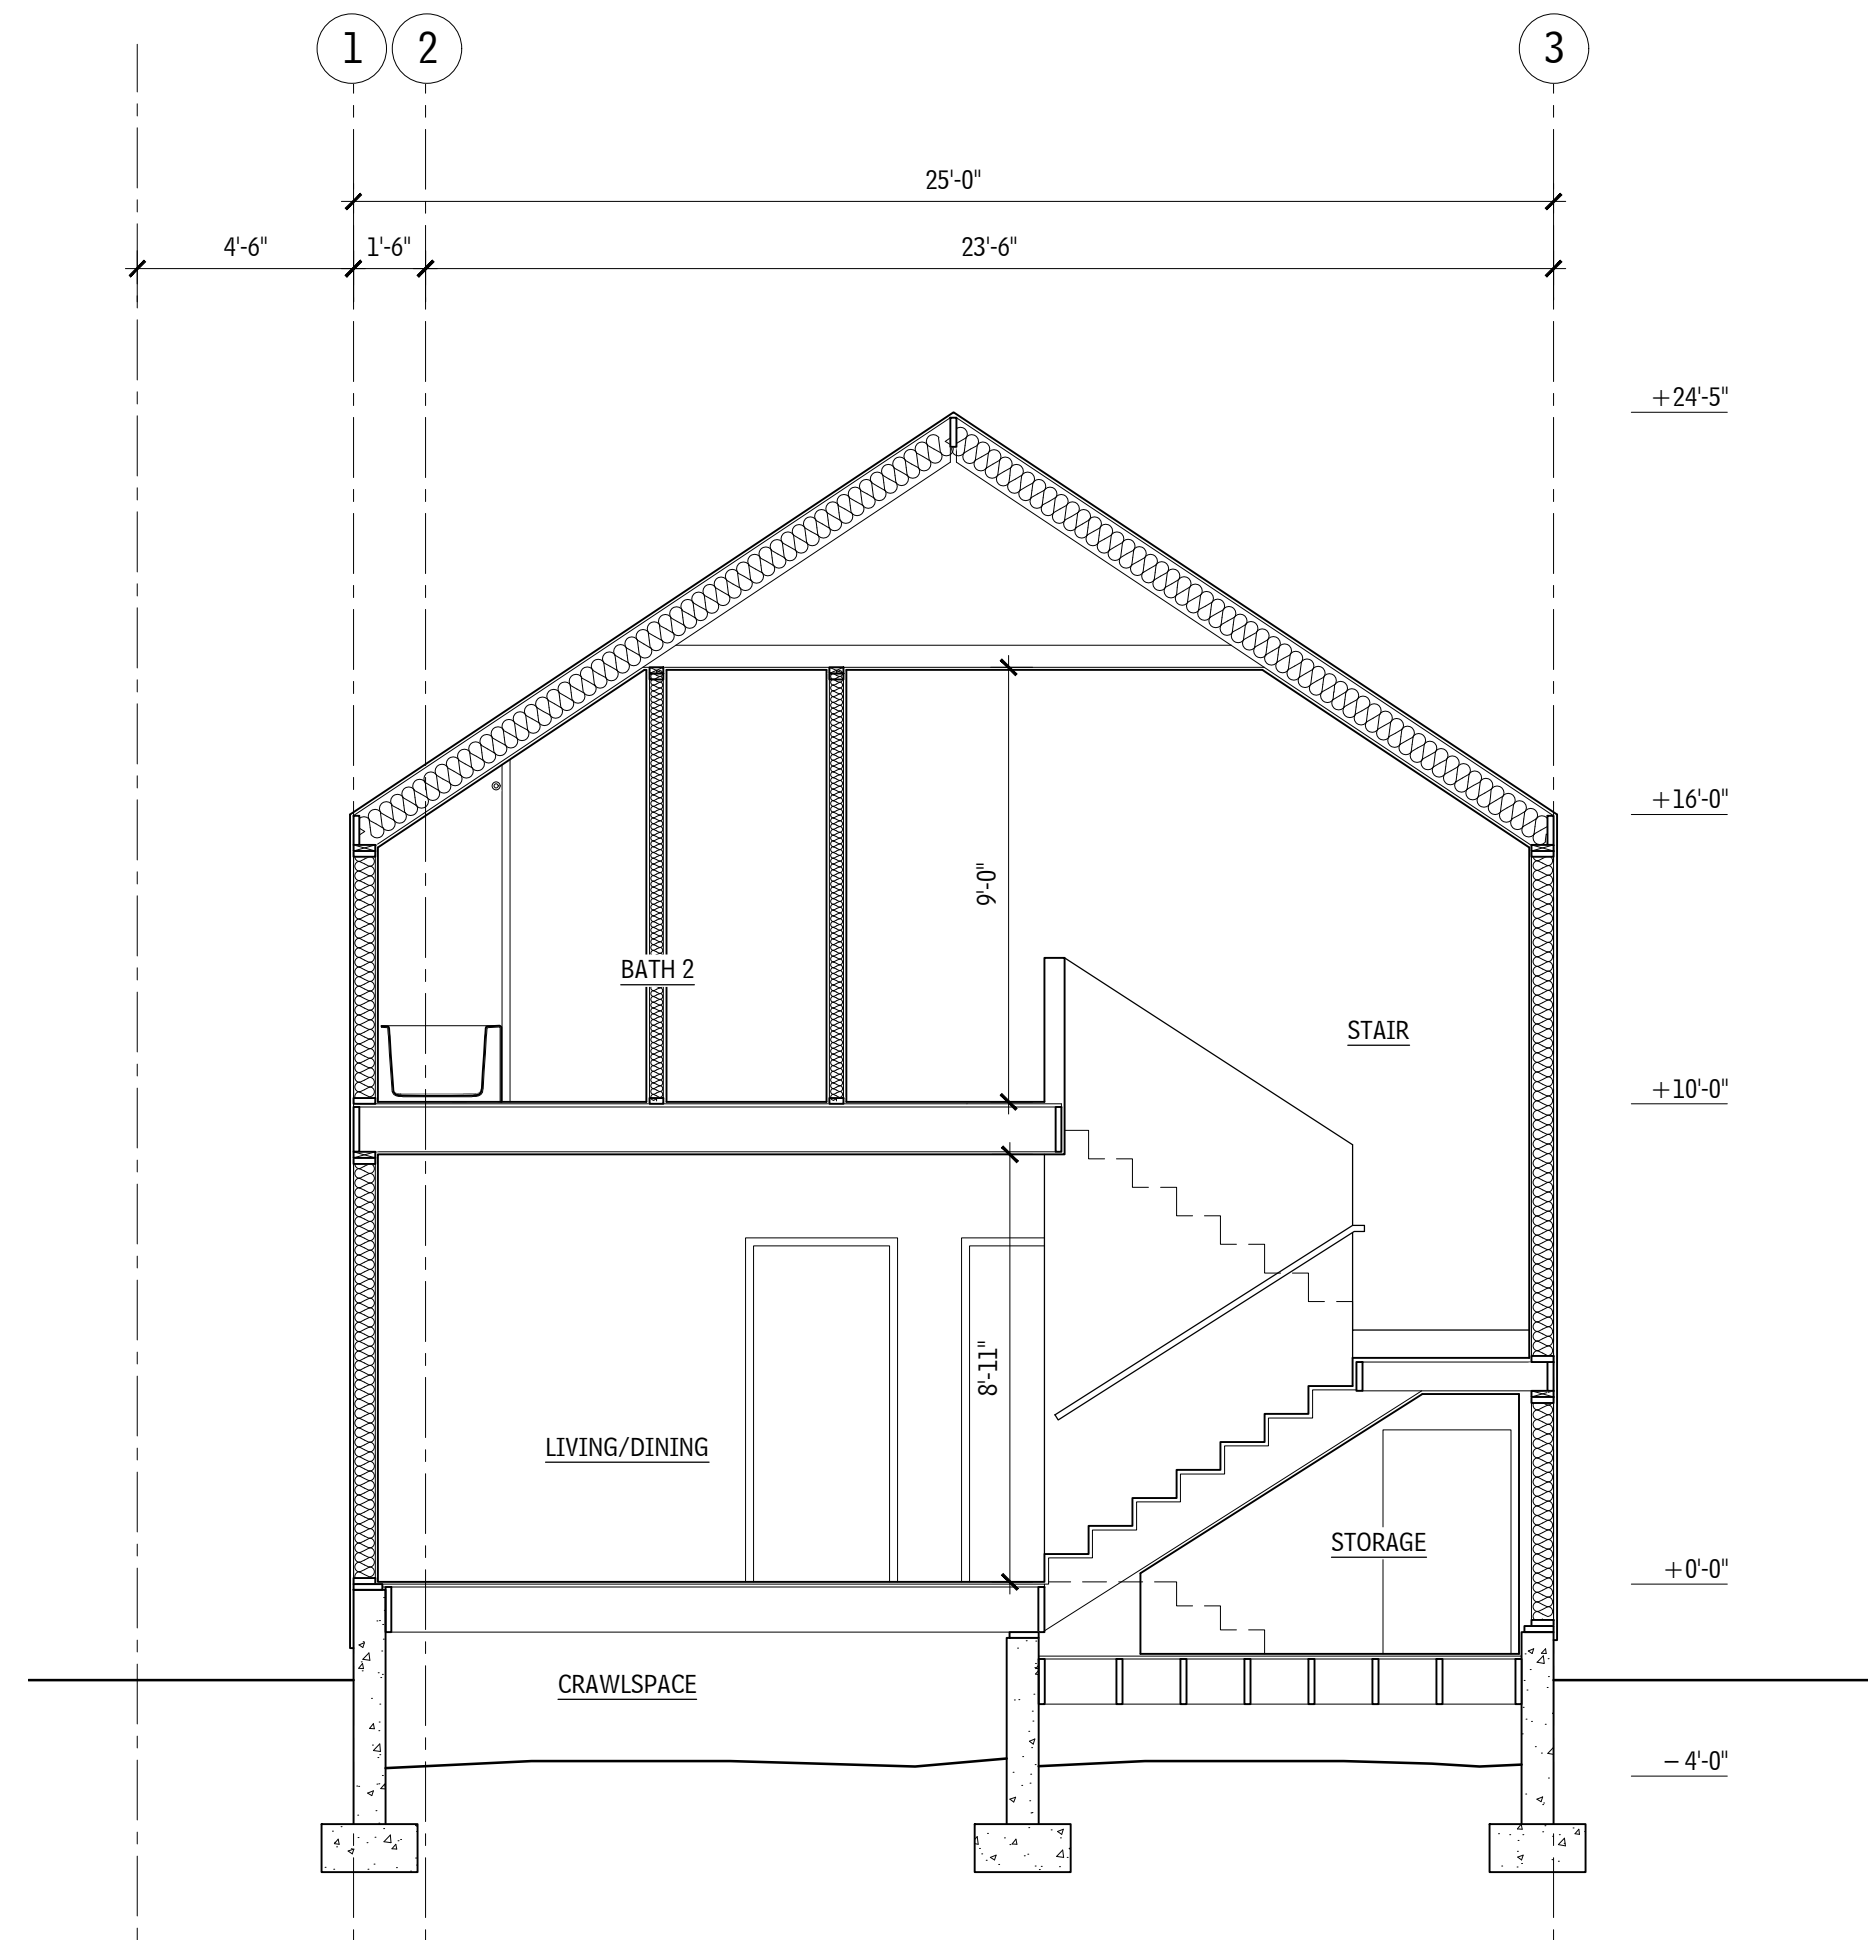 1 2 3
25'-0"
4'-6" 1'-6" 23'-6"
+24'-5"
+16'-0"
9'-0"
BATH 2
STAIR
+10'-0"
8'-11"
LIVING/DINING
STORAGE
+0'-0"
CRAWLSPACE
−4'-0"